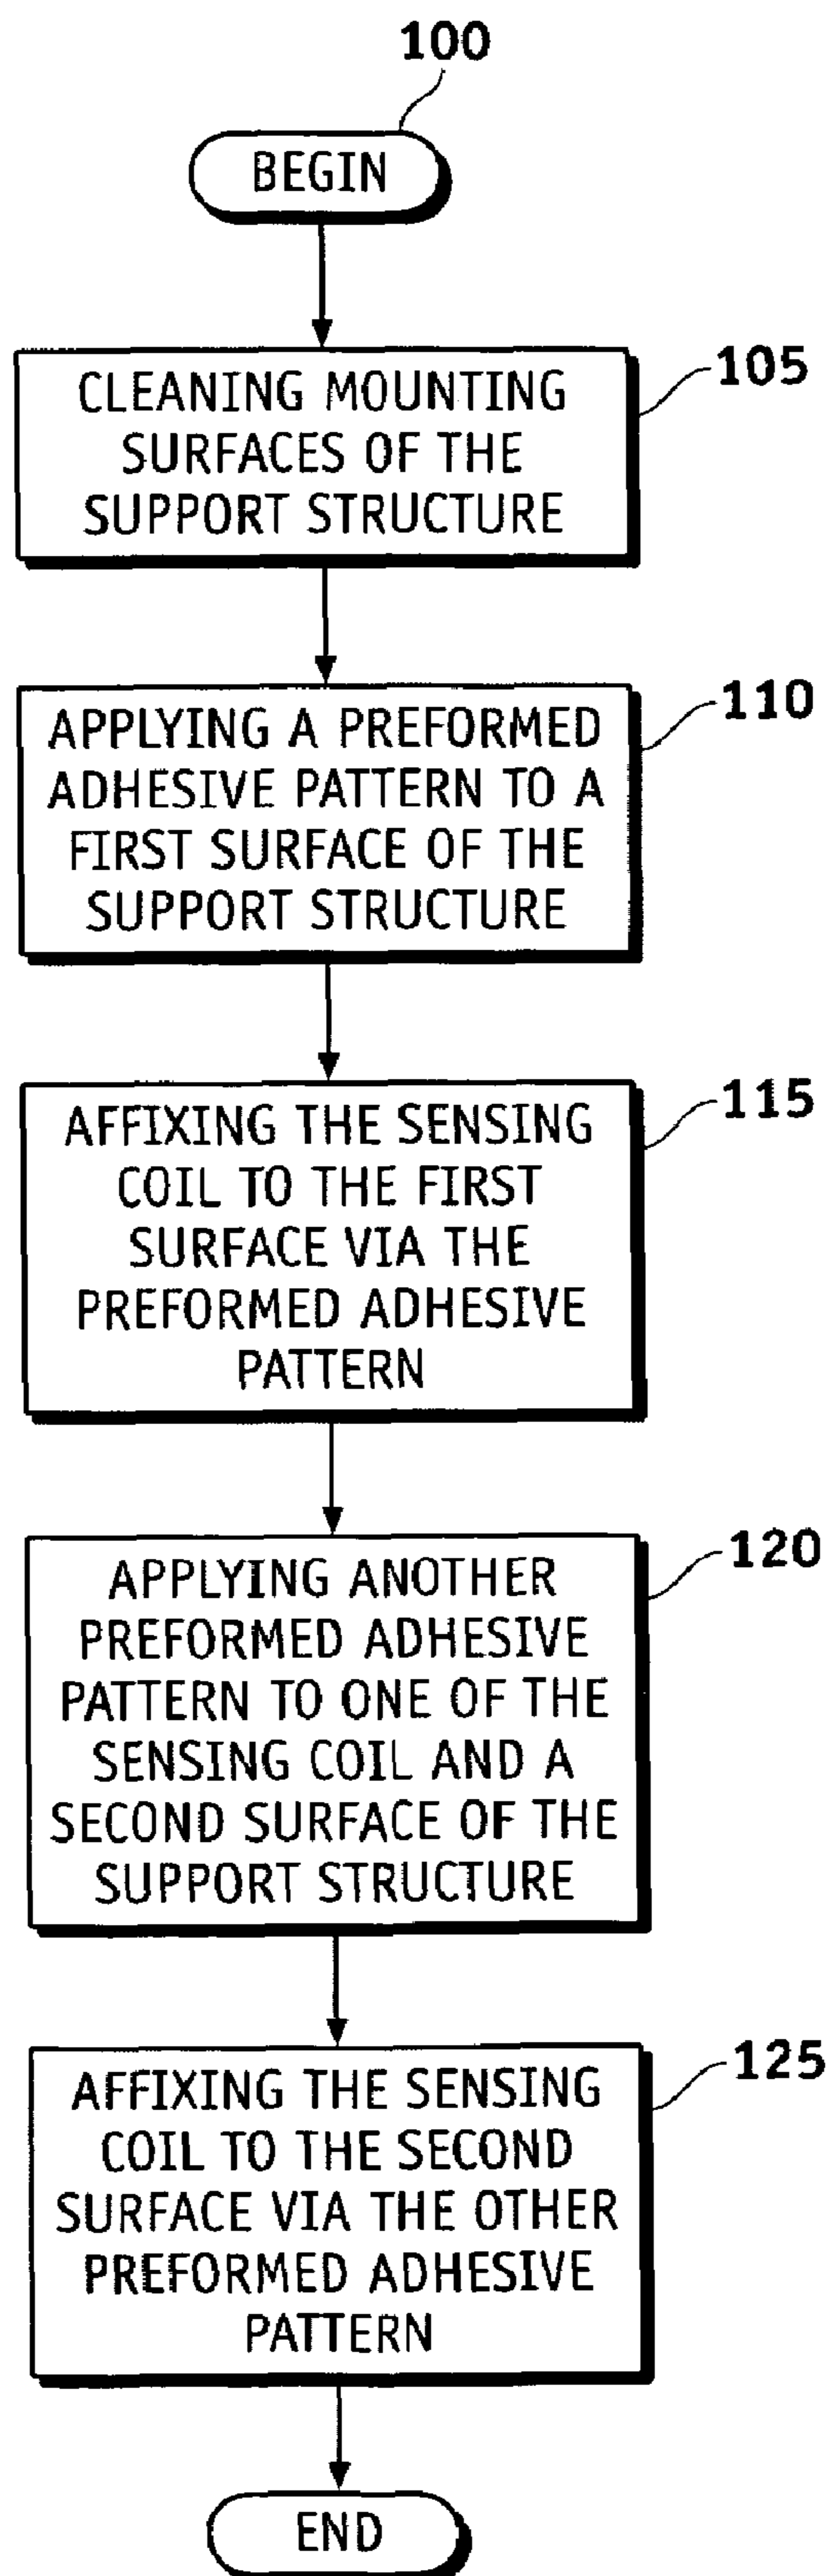 100
BEGIN
CLEANING MOUNTING
SURFACES OF THE
SUPPORT STRUCTURE
105
APPLYING A PREFORMED
ADHESIVE PATTERN TO A
FIRST SURFACE OF THE
SUPPORT STRUCTURE
110
AFFIXING THE SENSING
COIL TO THE FIRST
SURFACE VIA THE
PREFORMED ADHESIVE
PATTERN
115
APPLYING ANOTHER
PREFORMED ADHESIVE
PATTERN TO ONE OF THE
SENSING COIL AND A
SECOND SURFACE OF THE
SUPPORT STRUCTURE
120
AFFIXING THE SENSING
COIL TO THE SECOND
SURFACE VIA THE OTHER
PREFORMED ADHESIVE
PATTERN
125
END